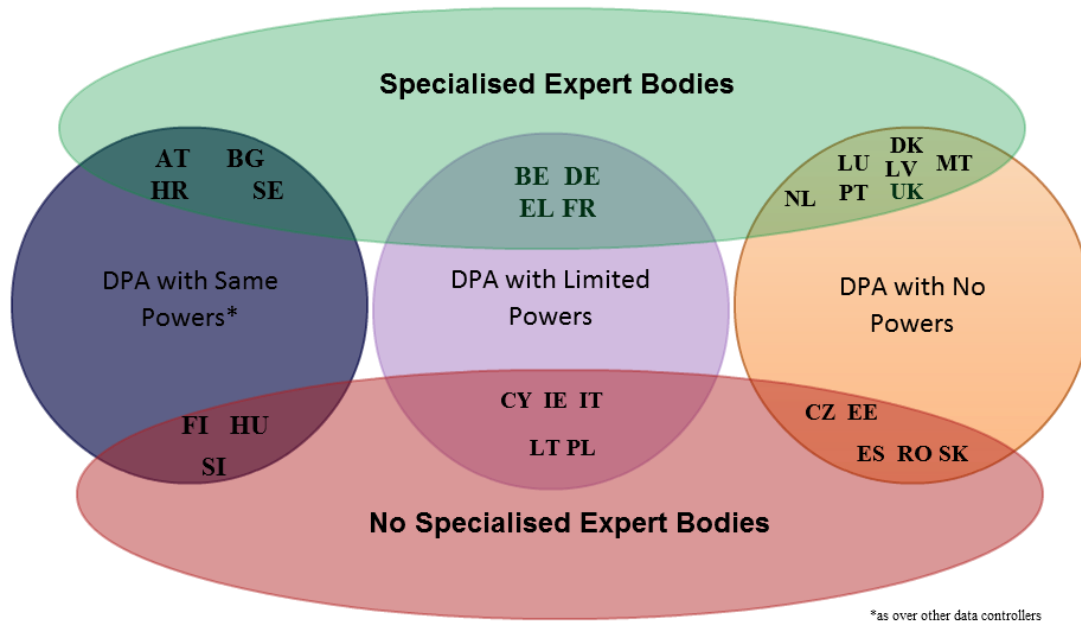 Specialised Expert Bodies
AT BG
HR SE
BE DE
EL FR
DK
LU LV MT
NL PT UK
DPA with Same
Powers*
DPA with Limited
Powers
DPA with No
Powers
FI HU
SI
CY IE IT
LT PL
CZ EE
ES RO SK
No Specialised Expert Bodies
*as over other data controllers